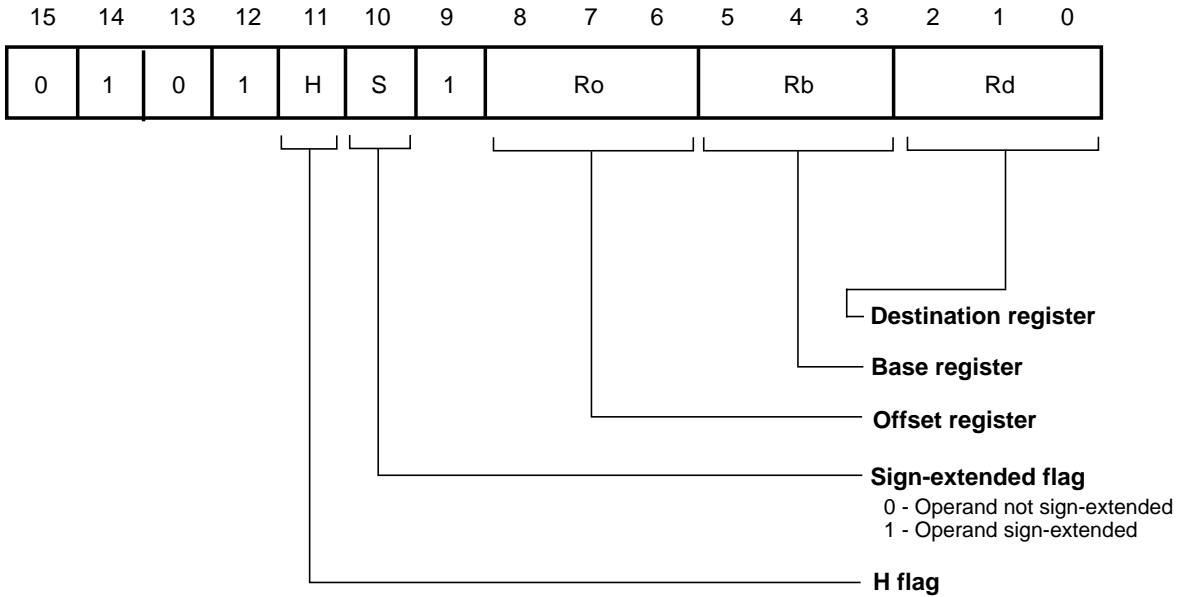 15 14 13 12 11 10 9 8 7 6 5 4 3 2 1 0
0 1 0 1 H S 1 Ro Rb Rd
Destination register
Base register
Offset register
Sign-extended flag
0 - Operand not sign-extended
1 - Operand sign-extended
H flag